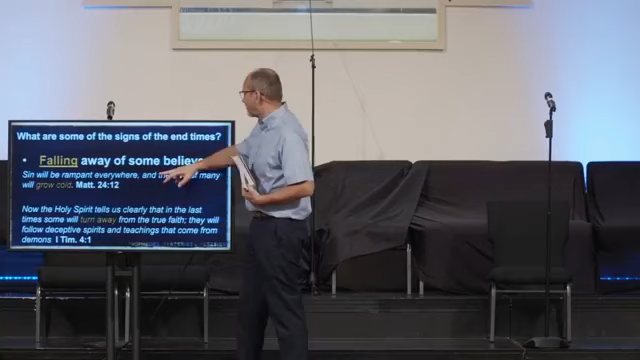 What are some of the signs of the end times?
• Falling away of some
Sin will be rampant everywhere, and of many
will grow cold. Matt. 24:12
Now the Holy Spirit tells us clearly that in the last
times some will turn away from the true faith; they will
follow deceptive spirits and teachings that come from
demons I Tim. 4:1